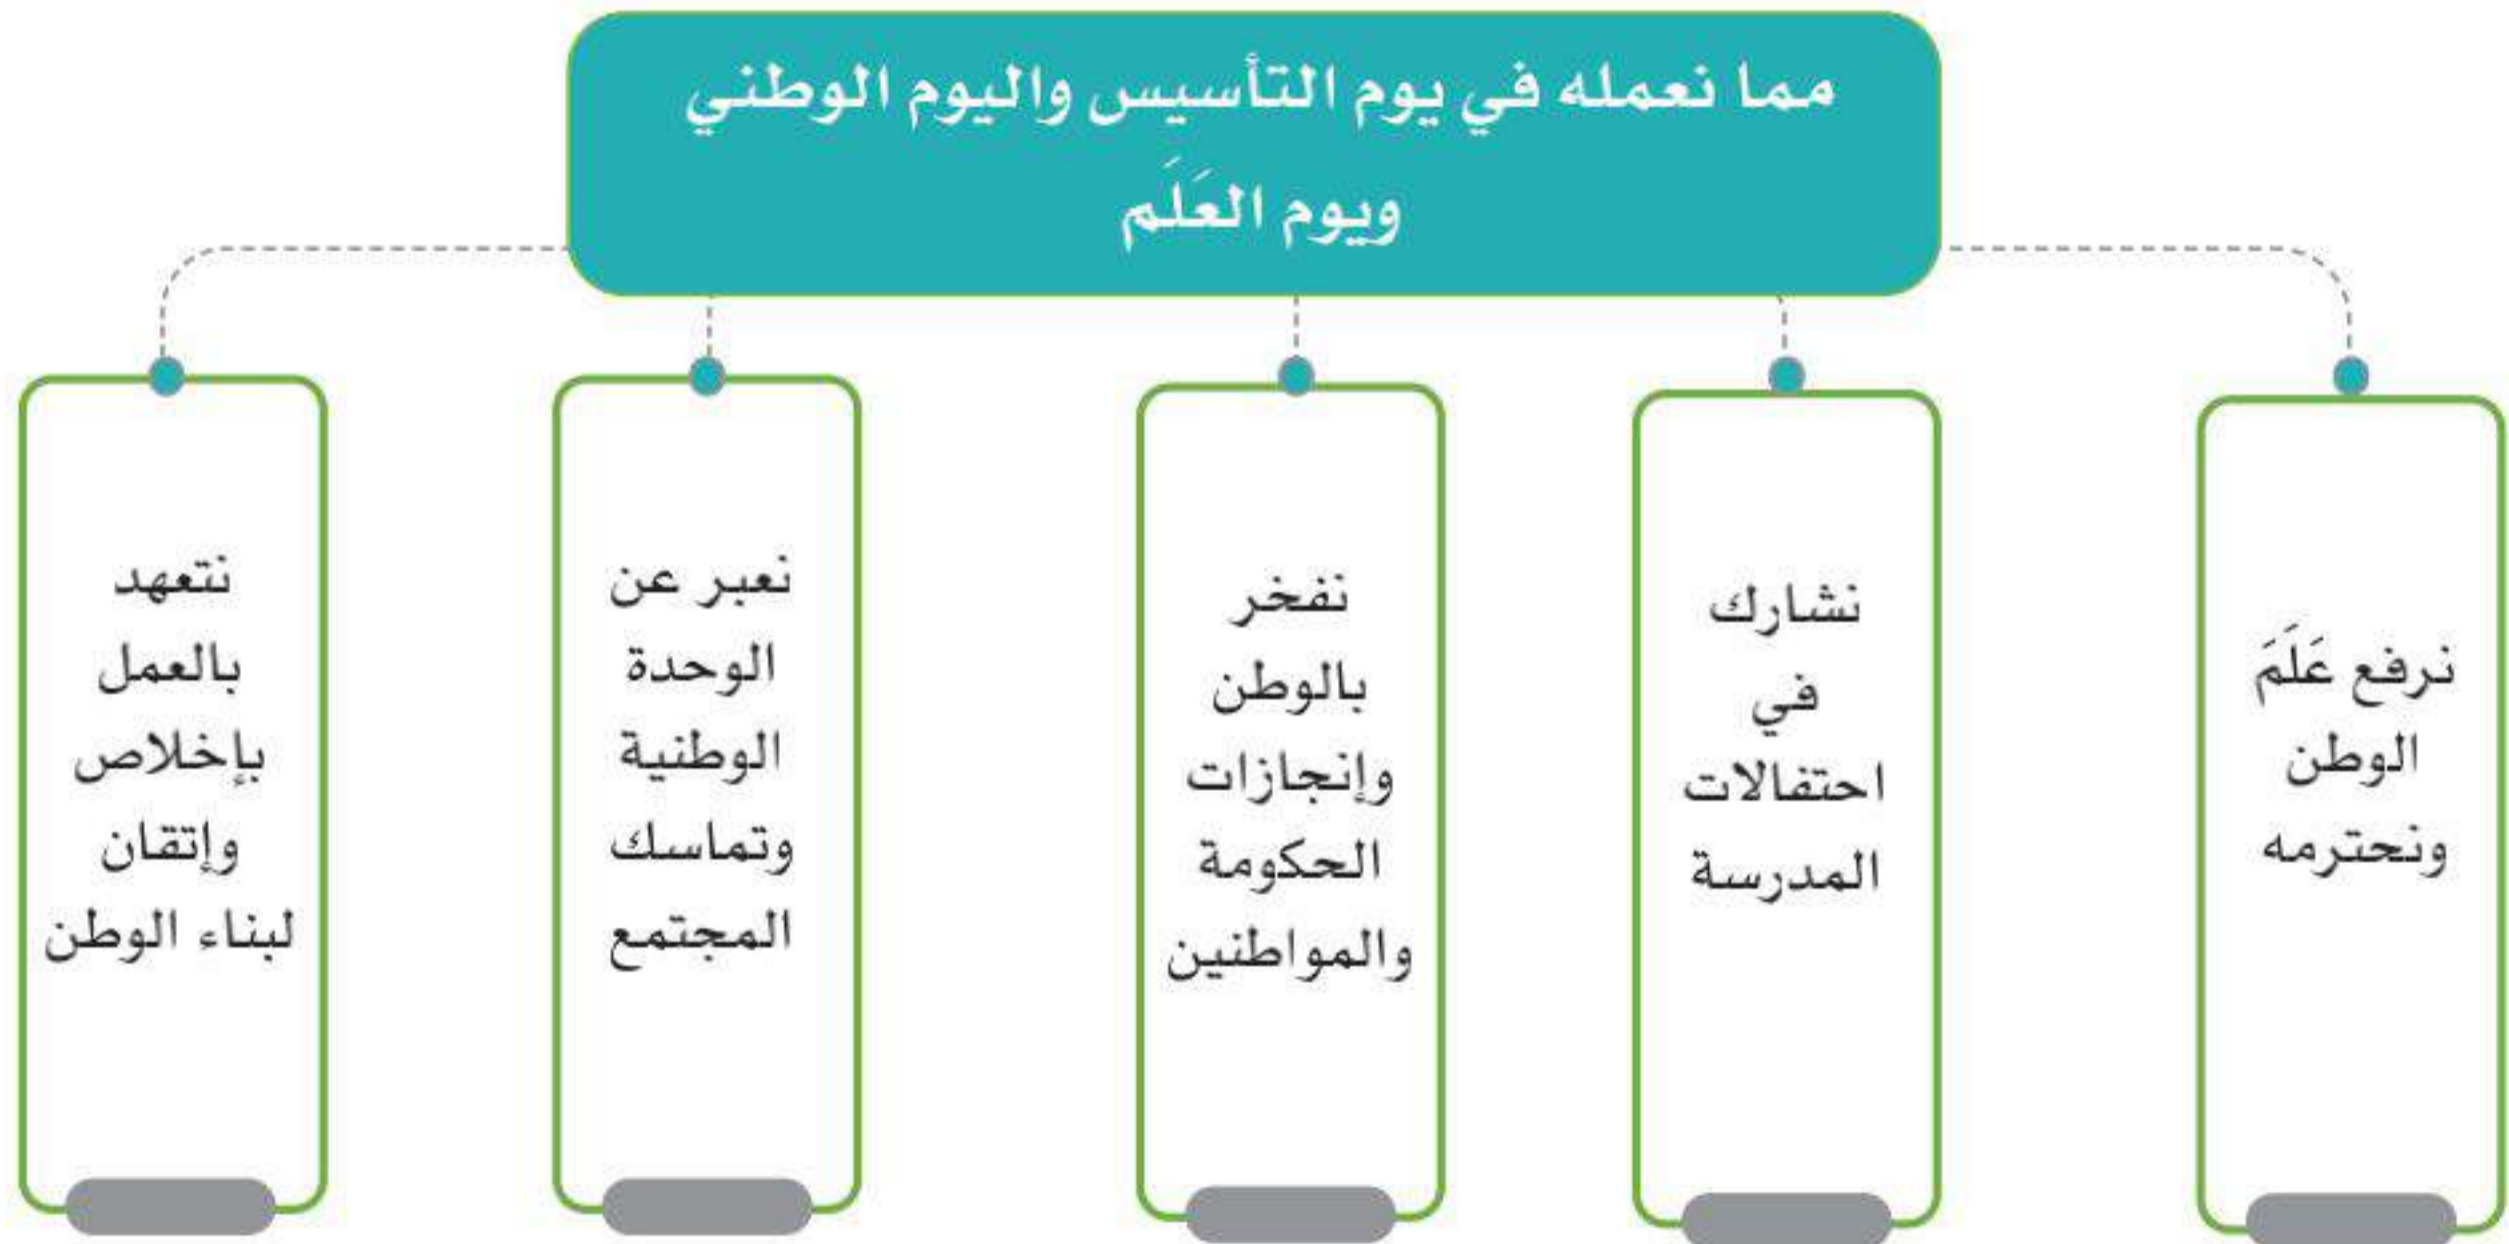 مما نعمله في يوم التأسيس واليوم الوطني
ويوم العَلَم
نرفع عَلَمَ
الوطن
ونحترمه
نشارك
في
احتفالات
المدرسة
نفخر
بالوطن
وإنجازات
الحكومة
والمواطنين
نعبر عن
الوحدة
الوطنية
وتماسك
المجتمع
نتعهد
بالعمل
بإخلاص
وإتقان
لبناء الوطن